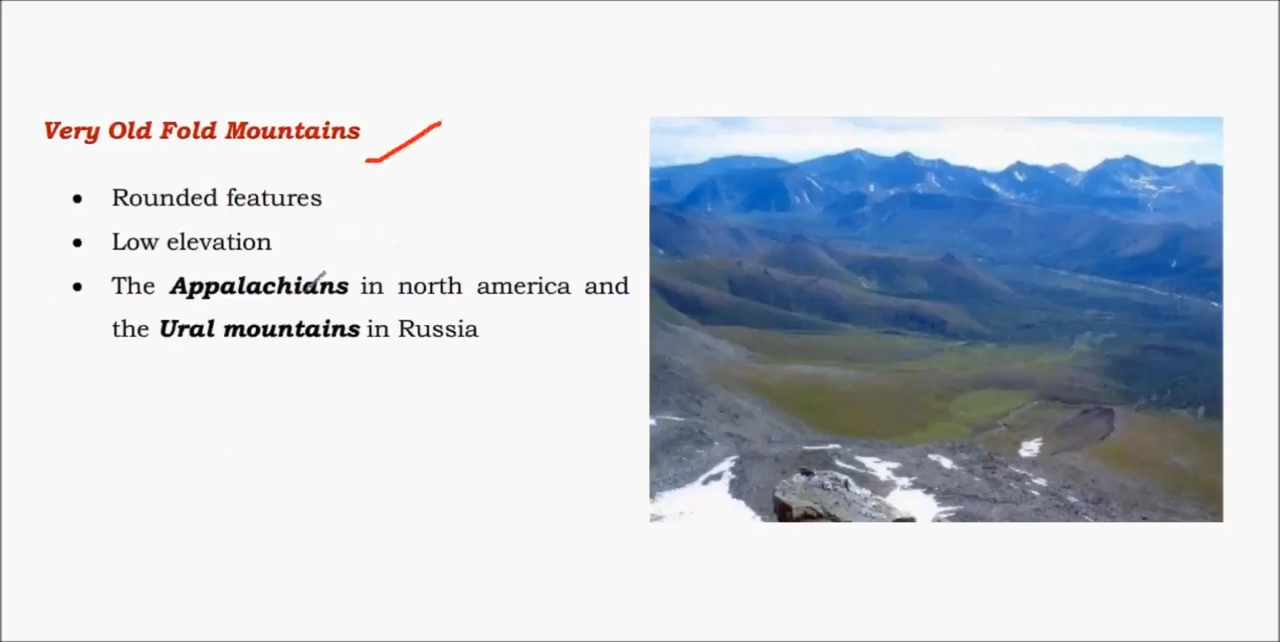 Very Old Fold Mountains
• Rounded features
• Low elevation
• The Appalachians in north america and
the Ural mountains in Russia